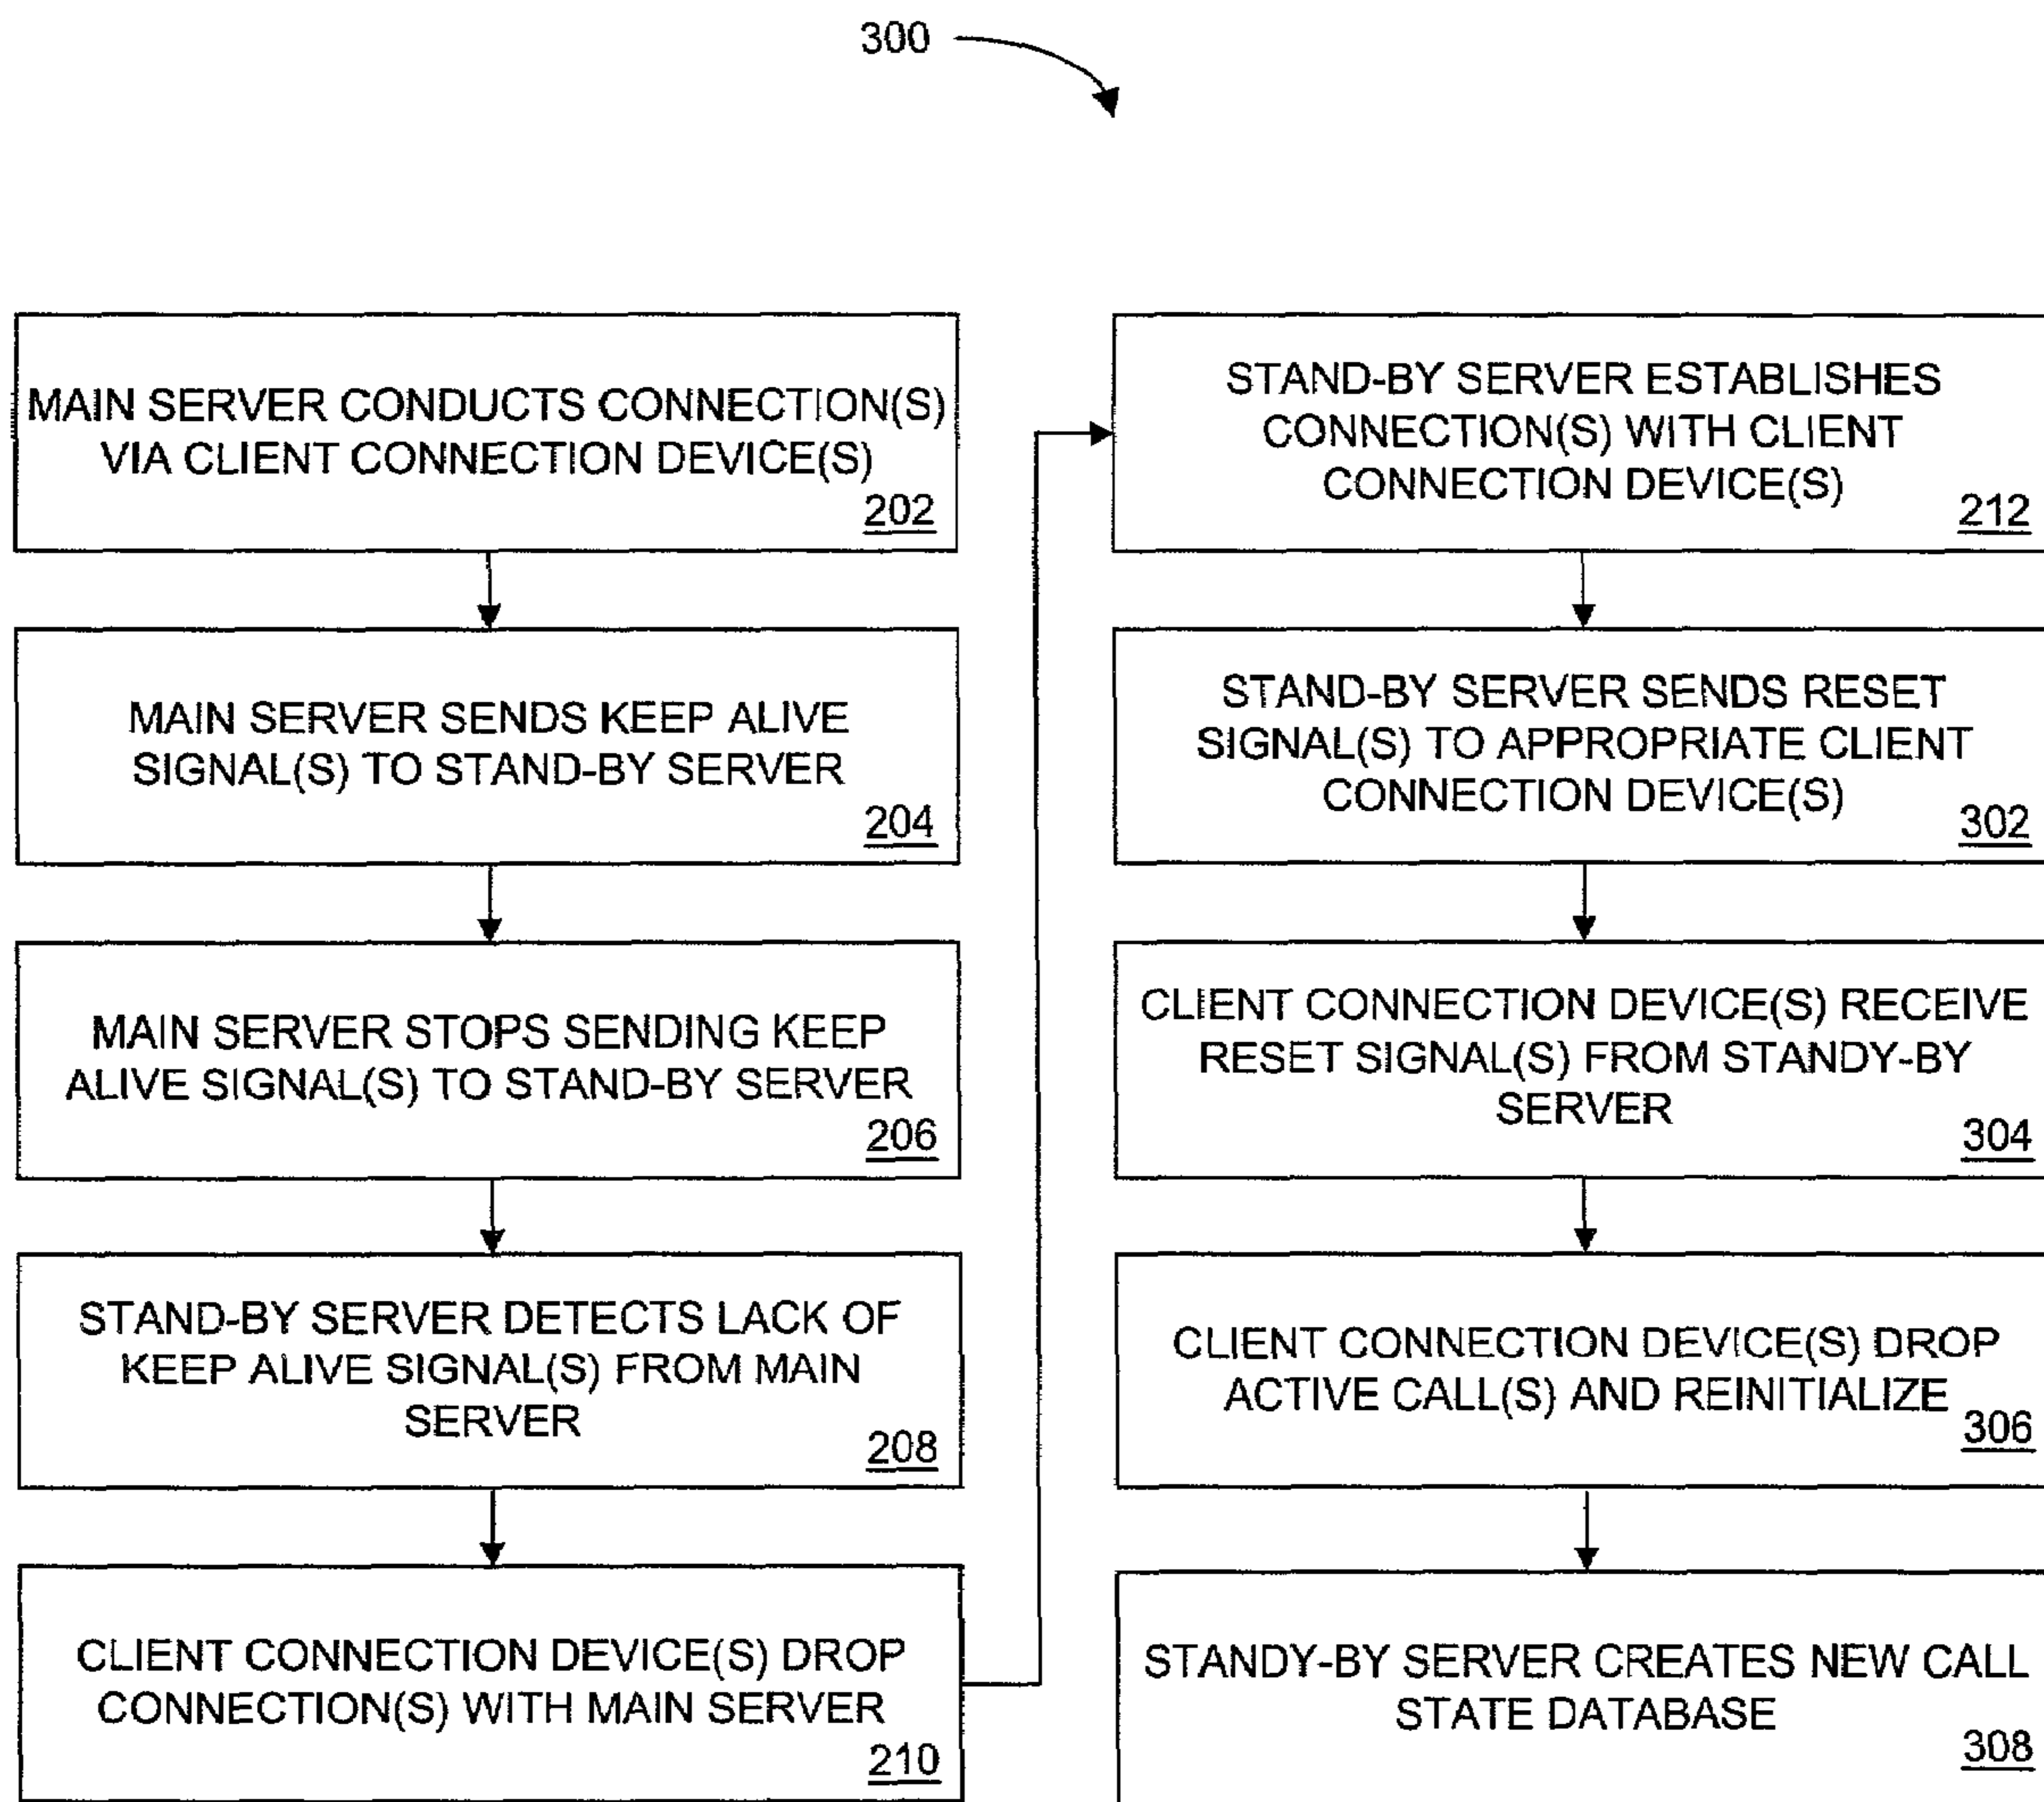 300
MAIN SERVER CONDUCTS CONNECTION(S)
VIA CLIENT CONNECTION DEVICE(S)
202
MAIN SERVER SENDS KEEP ALIVE
SIGNAL(S) TO STAND-BY SERVER
204
MAIN SERVER STOPS SENDING KEEP
ALIVE SIGNAL(S) TO STAND-BY SERVER
206
STAND-BY SERVER DETECTS LACK OF
KEEP ALIVE SIGNAL(S) FROM MAIN
SERVER
208
CLIENT CONNECTION DEVICE(S) DROP
CONNECTION(S) WITH MAIN SERVER
210
STAND-BY SERVER ESTABLISHES
CONNECTION(S) WITH CLIENT
CONNECTION DEVICE(S)
212
STAND-BY SERVER SENDS RESET
SIGNAL(S) TO APPROPRIATE CLIENT
CONNECTION DEVICE(S)
302
CLIENT CONNECTION DEVICE(S) RECEIVE
RESET SIGNAL(S) FROM STANDY-BY
SERVER
304
CLIENT CONNECTION DEVICE(S) DROP
ACTIVE CALL(S) AND REINITIALIZE
306
STANDY-BY SERVER CREATES NEW CALL
STATE DATABASE
308